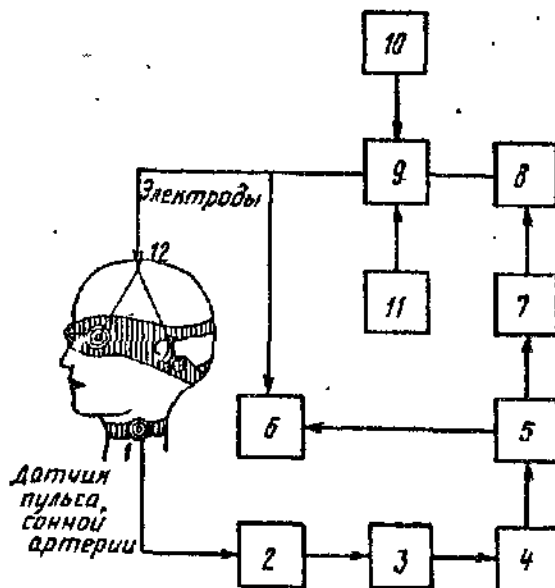 10
9
8
Электроды
12
11
7
6
5
1
Датчик
пульса,
сонной
артерии
2
3
4